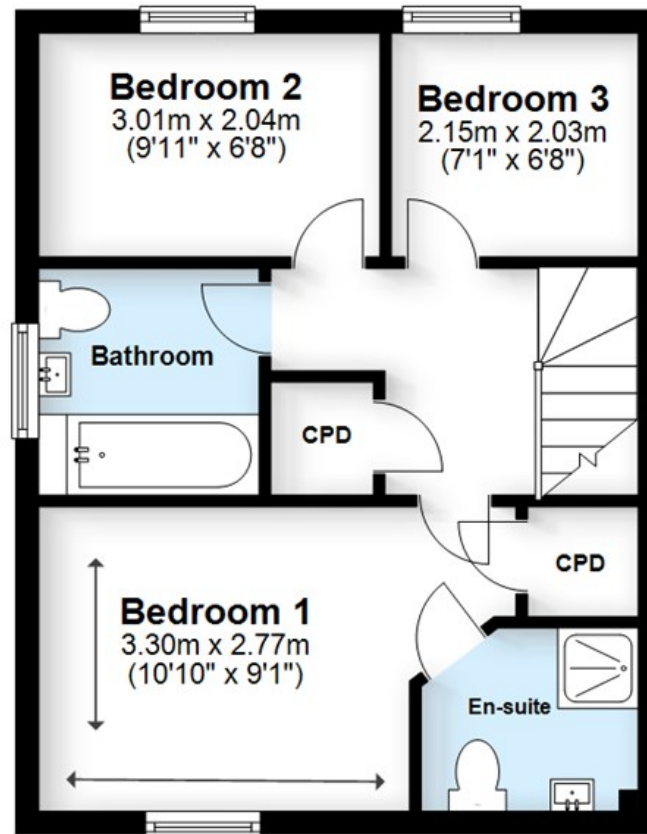 Bedroom 2
3.01m x 2.04m
(9'11" x 6'8")
Bedroom 3
2.15m x 2.03m
(7'1" x 6'8")
Bathroom
CPD
CPD
Bedroom 1
3.30m x 2.77m
(10'10" x 9'1")
En-suite